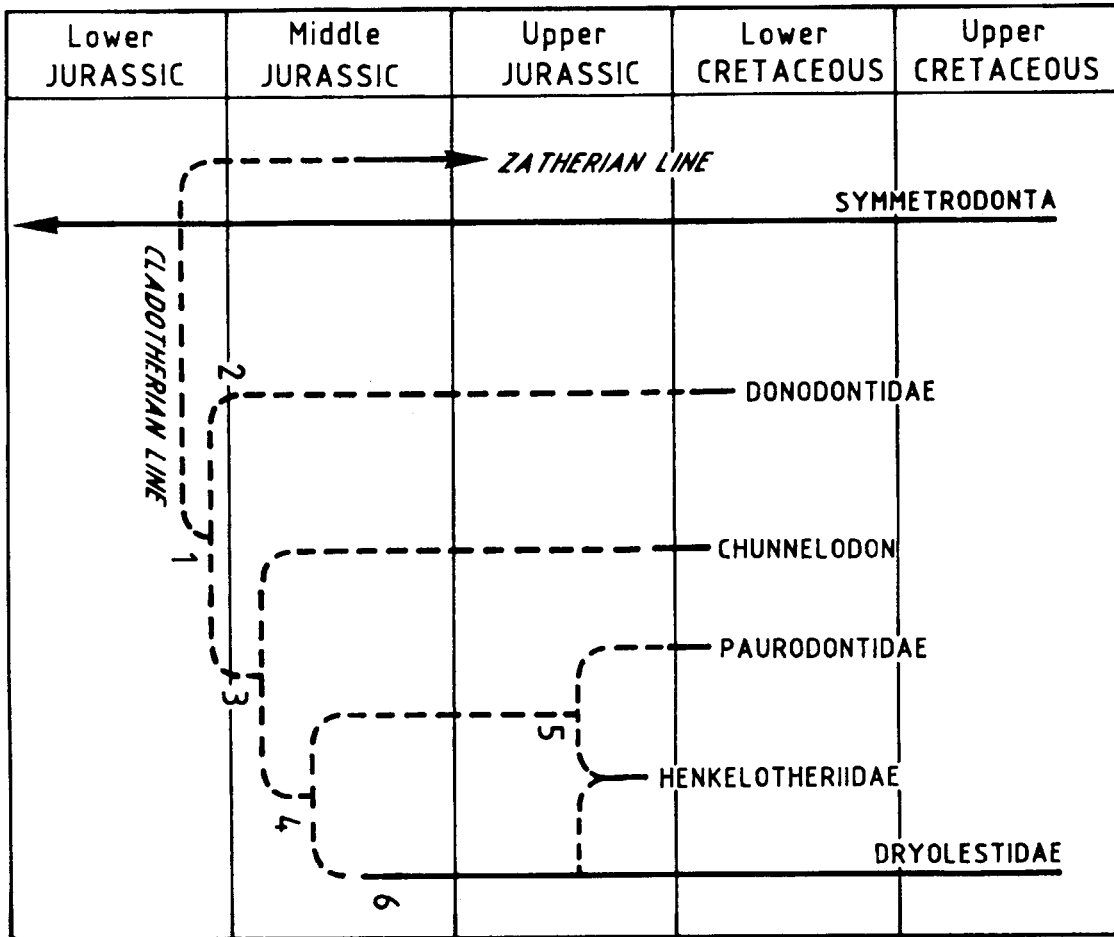 Lower
JURASSIC
Middle
JURASSIC
Upper
JURASSIC
Lower
CRETACEOUS
Upper
CRETACEOUS
ZATHERIAN LINE
SYMMETRODONTA
CLADOTHERIAN LINE
2
DONODONTIDAE
1
CHUNNELODON
PAURODONTIDAE
3
5
HENKELOTHERIIDAE
4
DRYOLESTIDAE
6